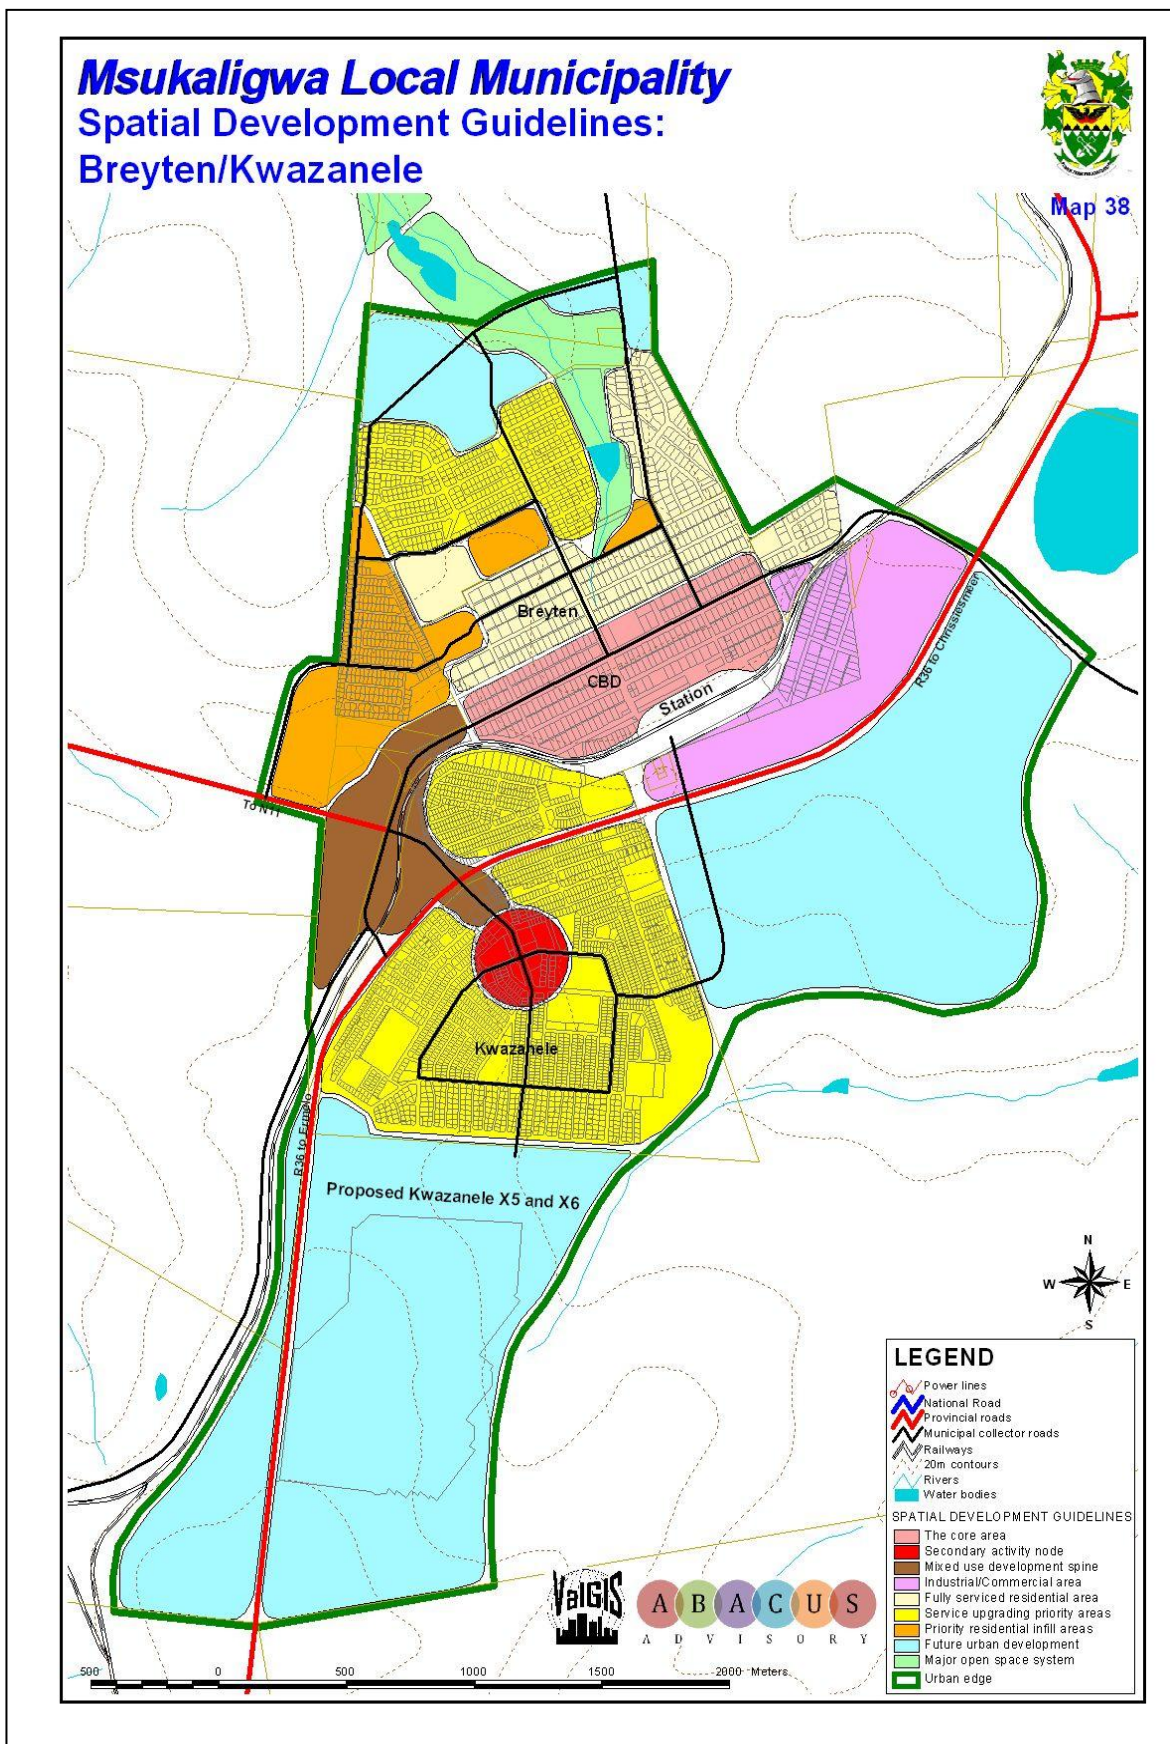 Msukaligwa Local Municipality
Spatial Development Guidelines:
Breyten/Kwazanele
Map 38
Breyten
CBD
Station
R36 to Chrissiesmeer
To N11
Kwazanele
R36 to Ermelo
Proposed Kwazanele X5 and X6
N
W E
S
LEGEND
Power lines
National Road
Provincial roads
Municipal collector roads
Railways
20m contours
Rivers
Water bodies
SPATIAL DEVELOPMENT GUIDELINES
The core area
Secondary activity node
Mixed use development spine
Industrial/Commercial area
Fully serviced residential area
Service upgrading priority areas
Priority residential infill areas
Future urban development
Major open space system
Urban edge
ValGIS
ABACUS
ADVISORY
500 0 500 1000 1500 2000 Meters